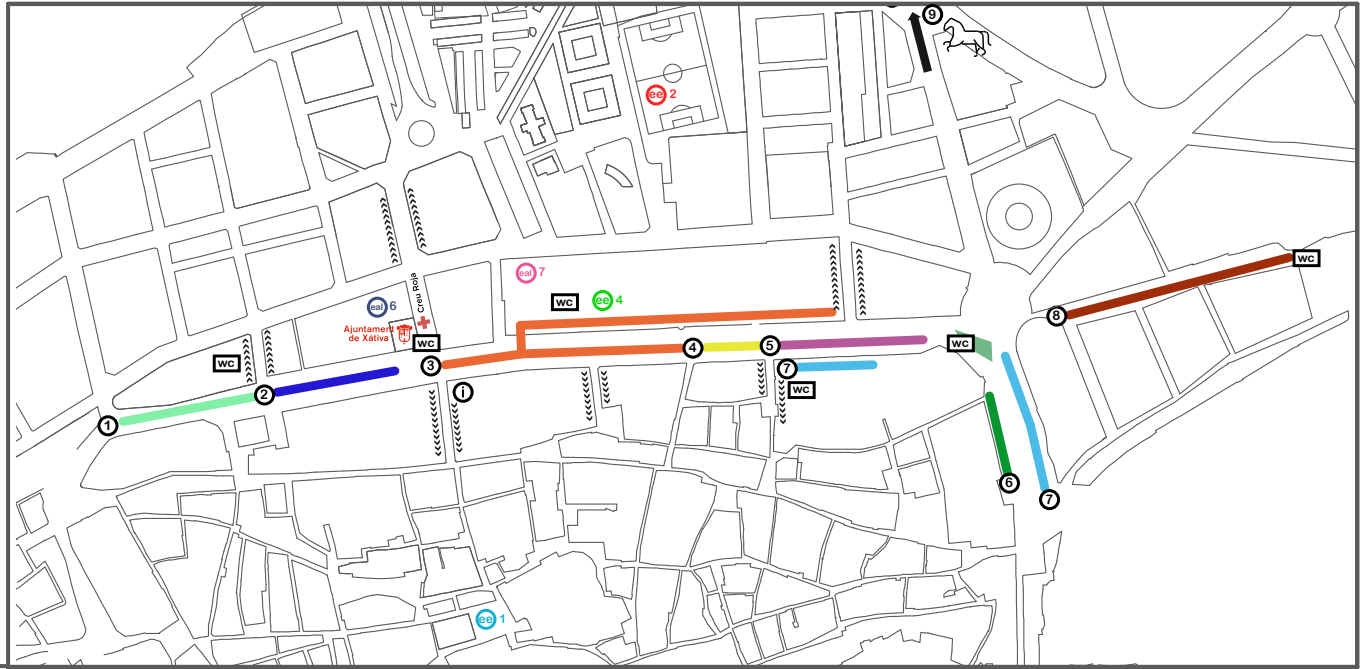 9
ee 2
eal 7
Creu Roja
eal 6
wc
ee 4
Ajuntament
de Xàtiva
wc
wc
wc
wc
8
3
4
5
7
wc
2
i
1
6
7
ee 1